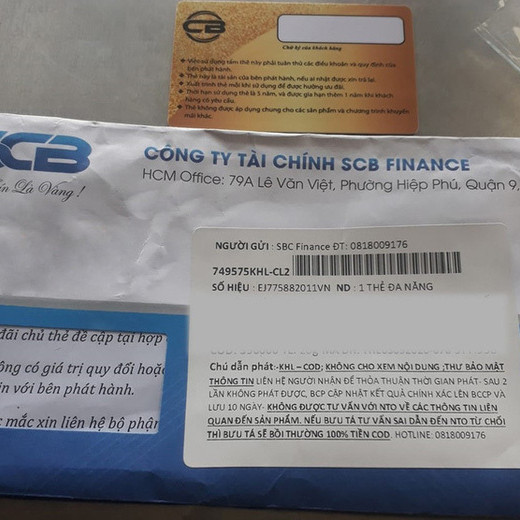 CB
Chữ ký của khách hàng
Việc sử dụng tấm thẻ này phải tuân thủ các điều khoản và quy định của
bên phát hành.
Thẻ này là tài sản của bên phát hành, nếu ai nhặt được xin trả lại.
Xuất trình thẻ mỗi khi sử dụng để được hưởng ưu đãi.
Thời hạn sử dụng thẻ là 5 năm, và được gia hạn thêm 1 năm khi khách
hàng có yêu cầu.
Thẻ không được áp dụng chung cho các sản phẩm và chương trình khuyến
mãi khác.
SCB
Là Vàng !
CÔNG TY TÀI CHÍNH SCB FINANCE
HCM Office: 79A Lê Văn Việt, Phường Hiệp Phú, Quận 9,
NGƯỜI GỬI : SBC Finance ĐT: 0818009176
749575KHL-CL2
SỐ HIỆU : EJ775882011VN ND : 1 THẺ ĐA NĂNG
Chú dẫn phát:-KHL – COD; KHÔNG CHO XEM NỘI DUNG ;THƯ BẢO MẬT
THÔNG TIN LIÊN HỆ NGƯỜI NHẬN ĐỂ THỎA THUẬN THỜI GIAN PHÁT- SAU 2
LẦN KHÔNG PHÁT ĐƯỢC, BCP CẬP NHẬT KẾT QUẢ CHÍNH XÁC LÊN BCCP VÀ
LƯU 10 NGÀY- KHÔNG ĐƯỢC TƯ VẤN VỚI NTO VỀ CÁC THÔNG TIN LIÊN
QUAN ĐẾN SẢN PHẨM. NẾU BƯU TÁ TƯ VẤN SAI DẪN ĐẾN NTO TỪ CHỐI
THÌ BƯU TÁ SẼ BỒI THƯỜNG 100% TIỀN COD. HOTLINE: 0818009176
đãi chủ thẻ đề cập tại hợp
ông có giá trị quy đổi hoặc
in với bên phát hành.
mắc xin liên hệ bộ phận